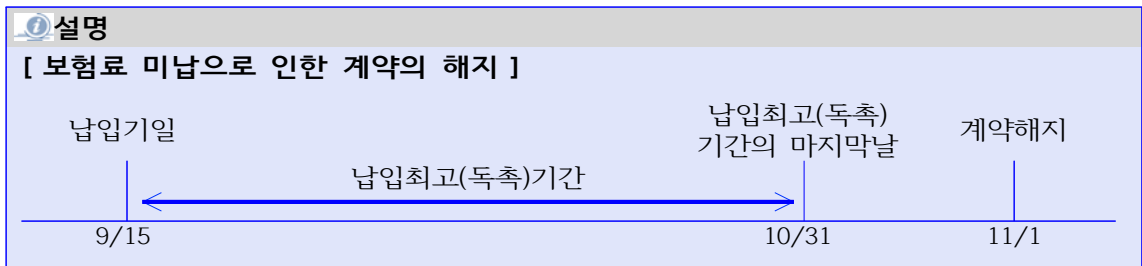 설명
[ 보험료 미납으로 인한 계약의 해지 ]
납입기일
납입최고(독촉)
기간의 마지막날
계약해지
납입최고(독촉)기간
9/15
10/31
11/1